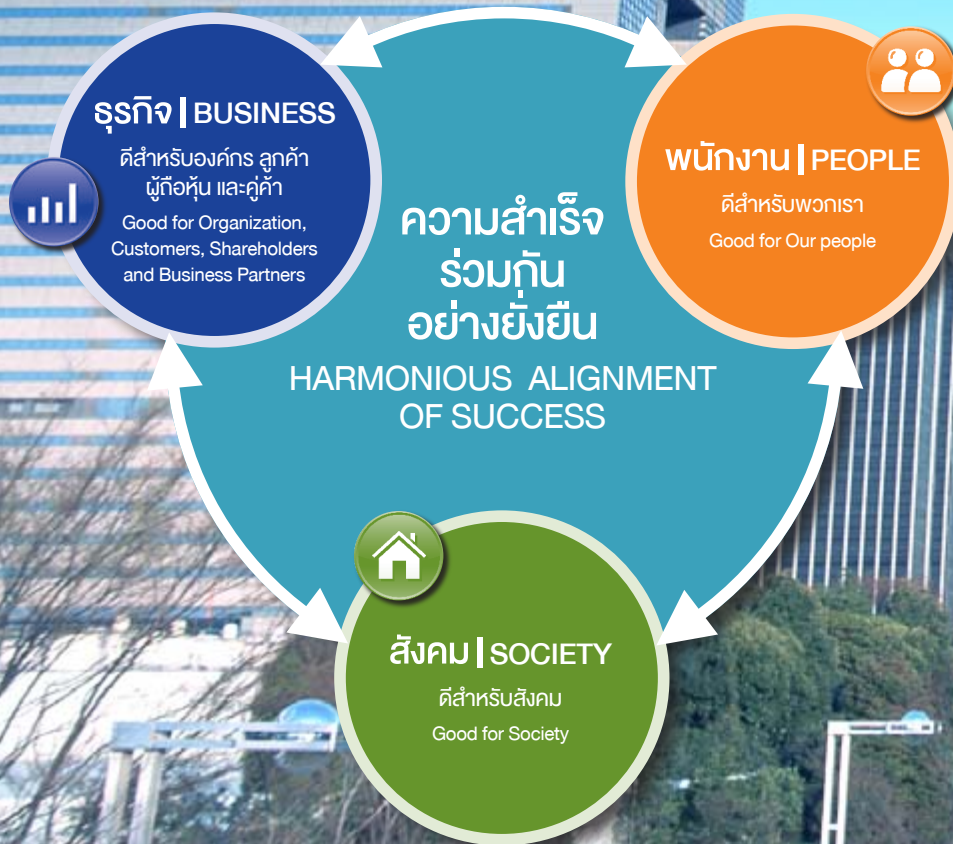 ธุรกิจ | BUSINESS
ดีสำหรับองค์กร ลูกค้า
ผู้ถือหุ้น และคู่ค้า
Good for Organization,
Customers, Shareholders
and Business Partners
พนักงาน | PEOPLE
ดีสำหรับพวกเรา
Good for Our people
ความสำเร็จ
ร่วมกัน
อย่างยั่งยืน
HARMONIOUS ALIGNMENT
OF SUCCESS
สังคม | SOCIETY
ดีสำหรับสังคม
Good for Society